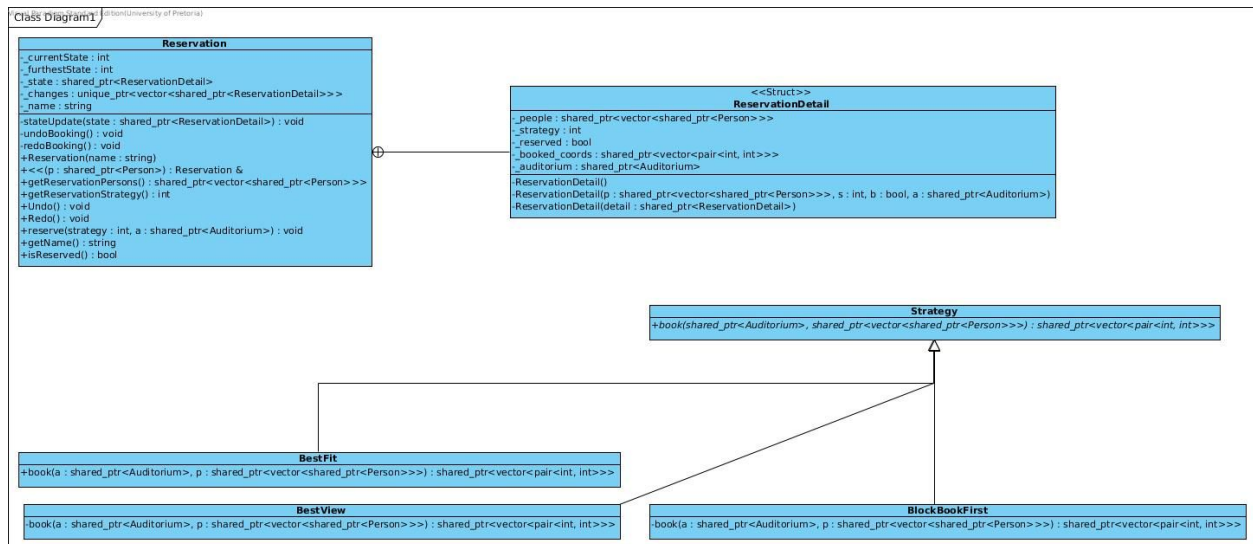 Visual Paradigm Standard Edition(University of Pretoria)
Class Diagram1
Reservation
-_currentState : int
-_furthestState : int
-_state : shared_ptr<ReservationDetail>
-_changes : unique_ptr<vector<shared_ptr<ReservationDetail>>>
-_name : string
-stateUpdate(state : shared_ptr<ReservationDetail>) : void
-undoBooking() : void
-redoBooking() : void
+Reservation(name : string)
+<<(p : shared_ptr<Person>) : Reservation &
+getReservationPersons() : shared_ptr<vector<shared_ptr<Person>>>
+getReservationStrategy() : int
+Undo() : void
+Redo() : void
+reserve(strategy : int, a : shared_ptr<Auditorium>) : void
+getName() : string
+isReserved() : bool
<<Struct>>
ReservationDetail
-_people : shared_ptr<vector<shared_ptr<Person>>>
-_strategy : int
-_reserved : bool
-_booked_coords : shared_ptr<vector<pair<int, int>>>
-_auditorium : shared_ptr<Auditorium>
-ReservationDetail()
-ReservationDetail(p : shared_ptr<vector<shared_ptr<Person>>>, s : int, b : bool, a : shared_ptr<Auditorium>)
-ReservationDetail(detail : shared_ptr<ReservationDetail>)
Strategy
+book(shared_ptr<Auditorium>, shared_ptr<vector<shared_ptr<Person>>>) : shared_ptr<vector<pair<int, int>>>
BestFit
+book(a : shared_ptr<Auditorium>, p : shared_ptr<vector<shared_ptr<Person>>>) : shared_ptr<vector<pair<int, int>>>
BestView
-book(a : shared_ptr<Auditorium>, p : shared_ptr<vector<shared_ptr<Person>>>) : shared_ptr<vector<pair<int, int>>>
BlockBookFirst
-book(a : shared_ptr<Auditorium>, p : shared_ptr<vector<shared_ptr<Person>>>) : shared_ptr<vector<pair<int, int>>>